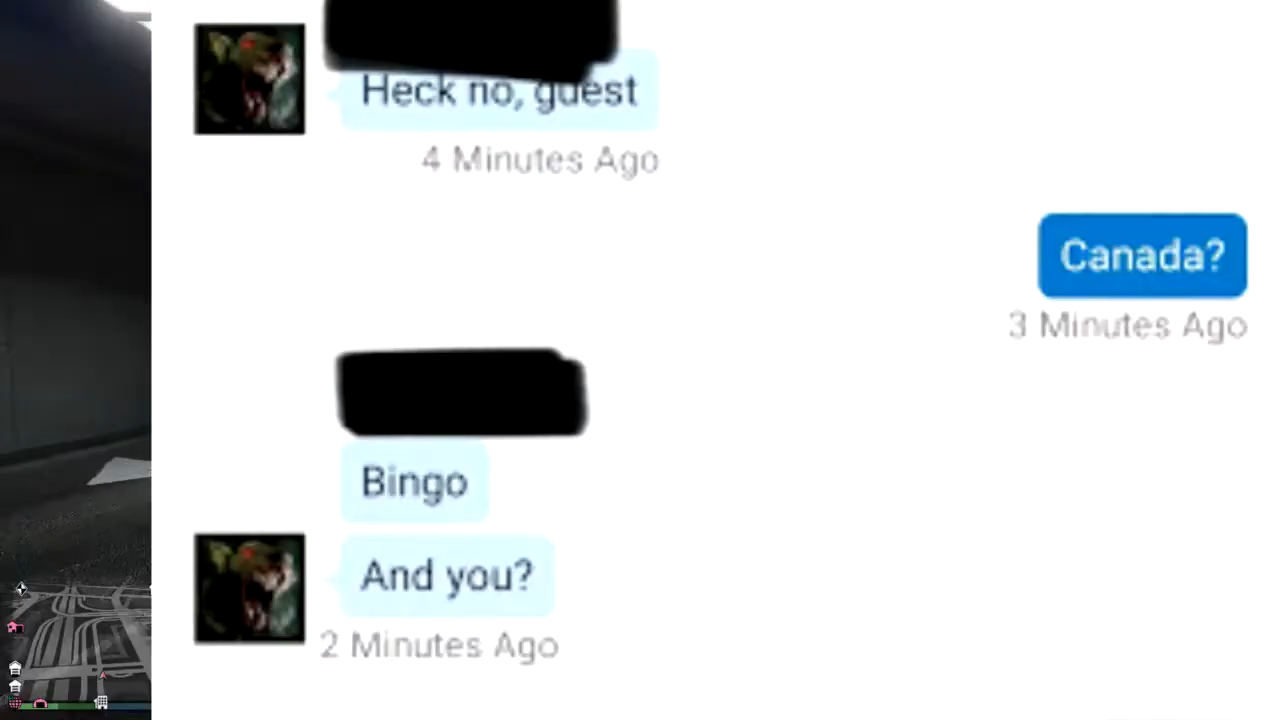 Heck no, guest
4 Minutes Ago
Canada?
3 Minutes Ago
Bingo
And you?
2 Minutes Ago